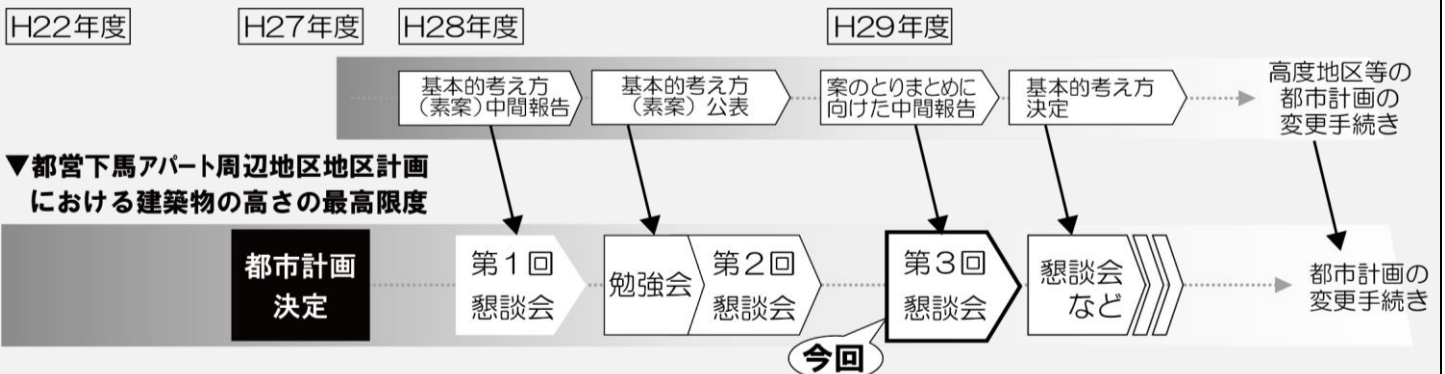 H22年度
H27年度
H28年度
H29年度
基本的考え方
(素案)中間報告
基本的考え方
(素案)公表
案のとりまとめに
向けた中間報告
基本的考え方
決定
高度地区等の
都市計画の
変更手続き
▼都営下馬アパート周辺地区地区計画
における建築物の高さの最高限度
都市計画
決定
第1回
懇談会
勉強会
第2回
懇談会
第3回
懇談会
懇談会
など
都市計画の
変更手続き
今回